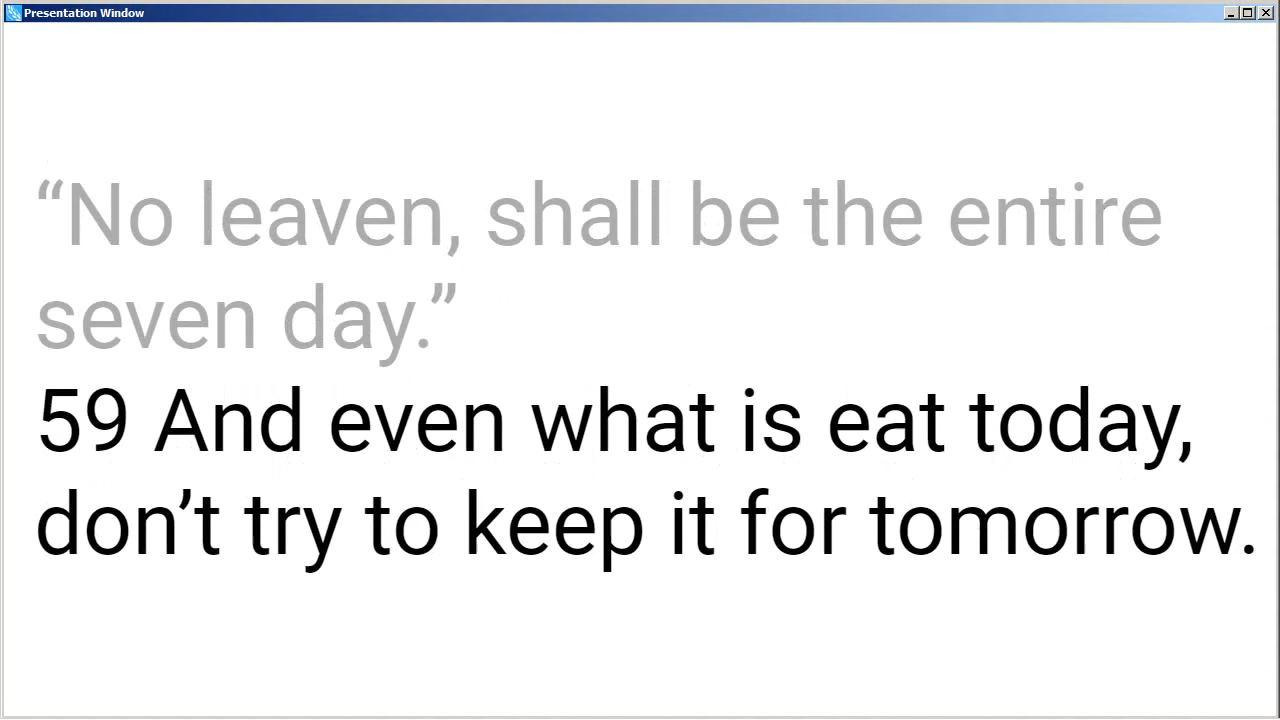 Presentation Window
“No leaven, shall be the entire
seven day.”
59 And even what is eat today,
don’t try to keep it for tomorrow.